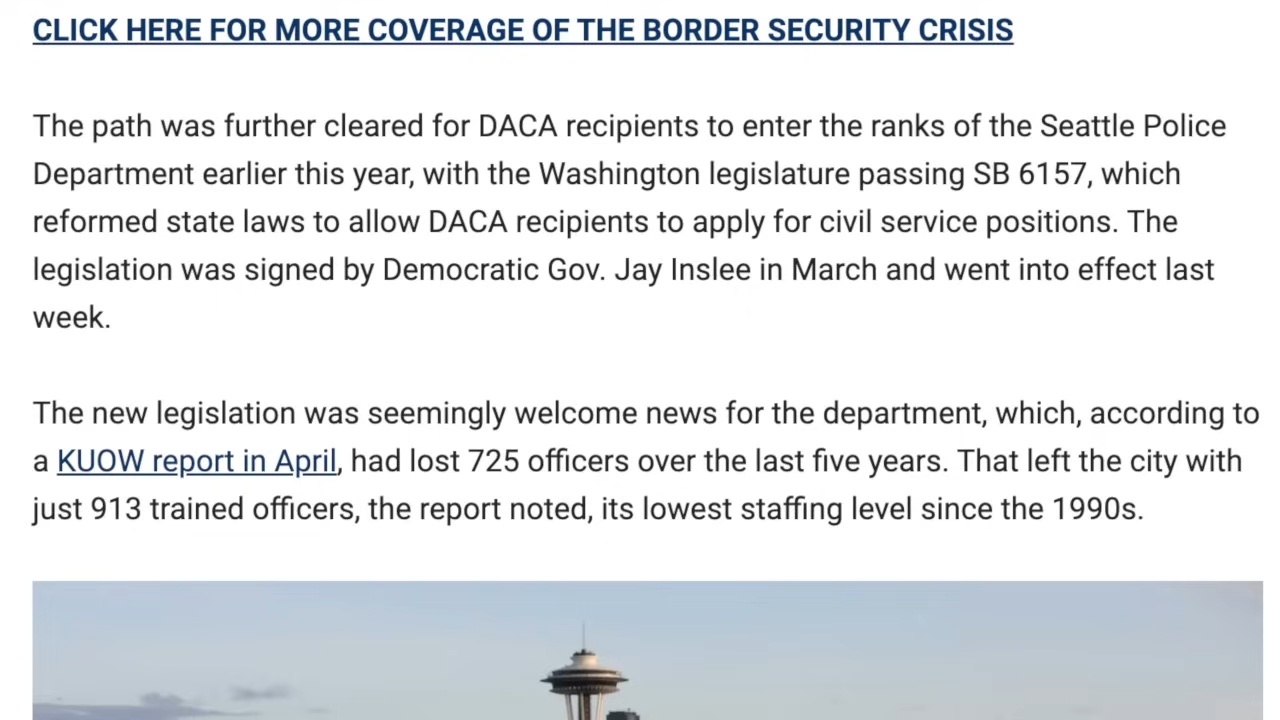 CLICK HERE FOR MORE COVERAGE OF THE BORDER SECURITY CRISIS
The path was further cleared for DACA recipients to enter the ranks of the Seattle Police
Department earlier this year, with the Washington legislature passing SB 6157, which
reformed state laws to allow DACA recipients to apply for civil service positions. The
legislation was signed by Democratic Gov. Jay Inslee in March and went into effect last
week.
The new legislation was seemingly welcome news for the department, which, according to
a KUOW report in April, had lost 725 officers over the last five years. That left the city with
just 913 trained officers, the report noted, its lowest staffing level since the 1990s.